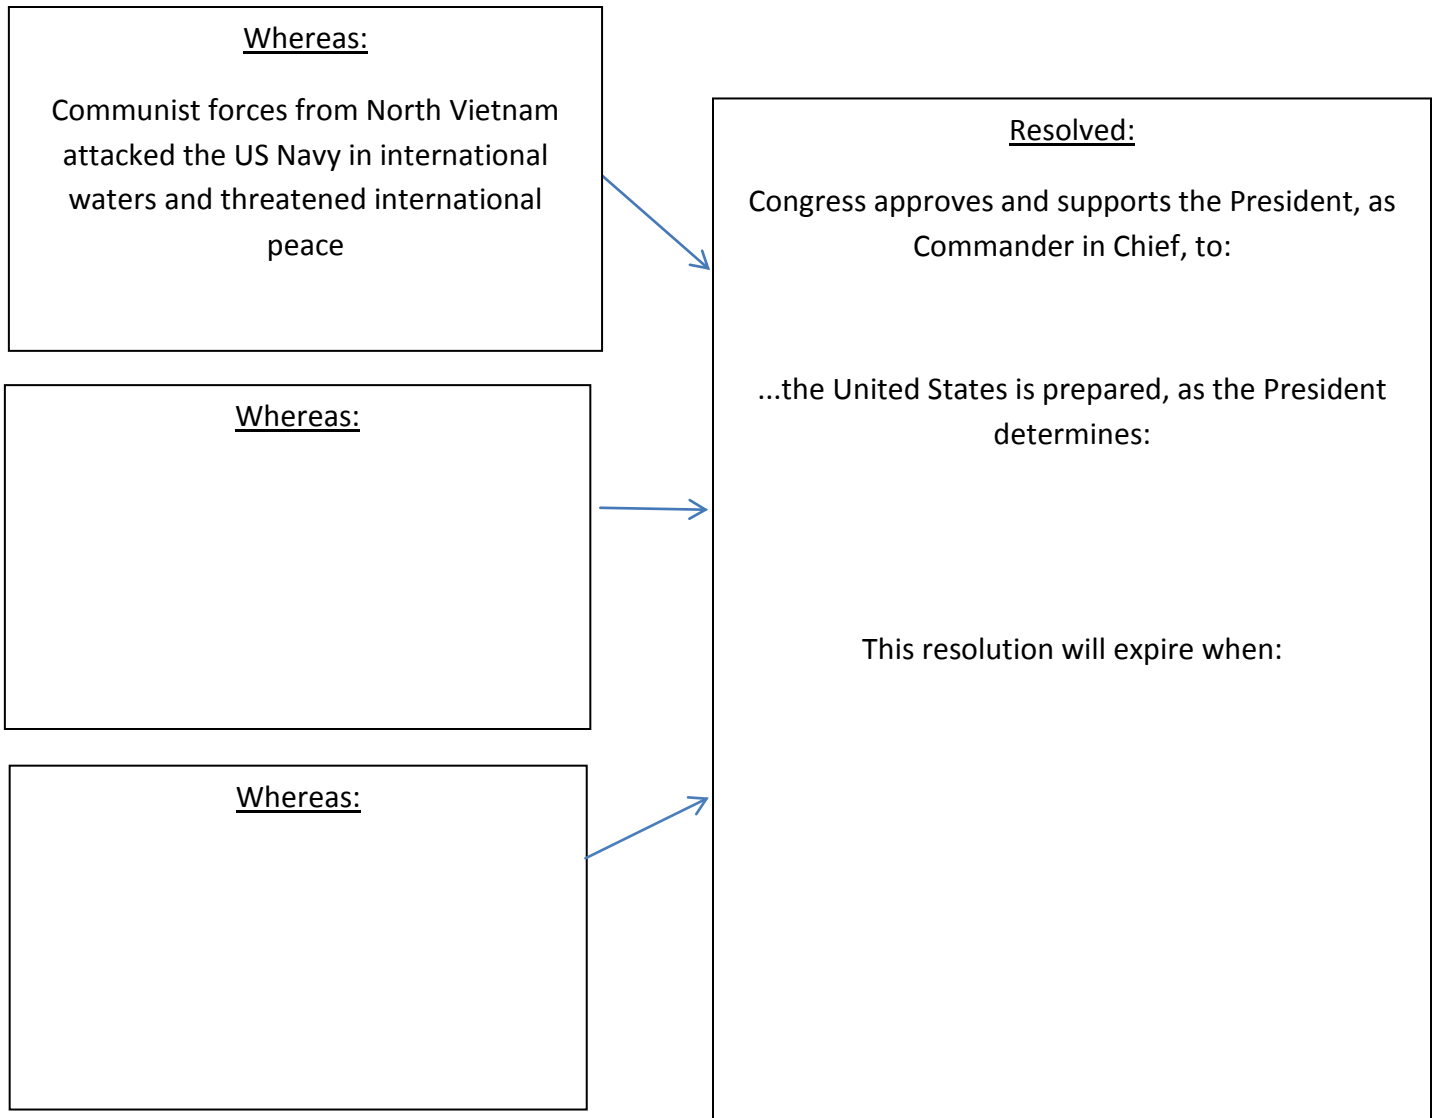 Whereas:
Communist forces from North Vietnam
attacked the US Navy in international
waters and threatened international
peace
Whereas:
Whereas:
Resolved:
Congress approves and supports the President, as
Commander in Chief, to:
...the United States is prepared, as the President
determines:
This resolution will expire when: